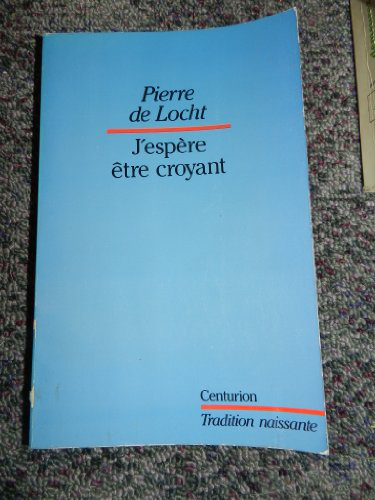 Pierre
de Locht
J'espère
être croyant
Centurion
Tradition naissante